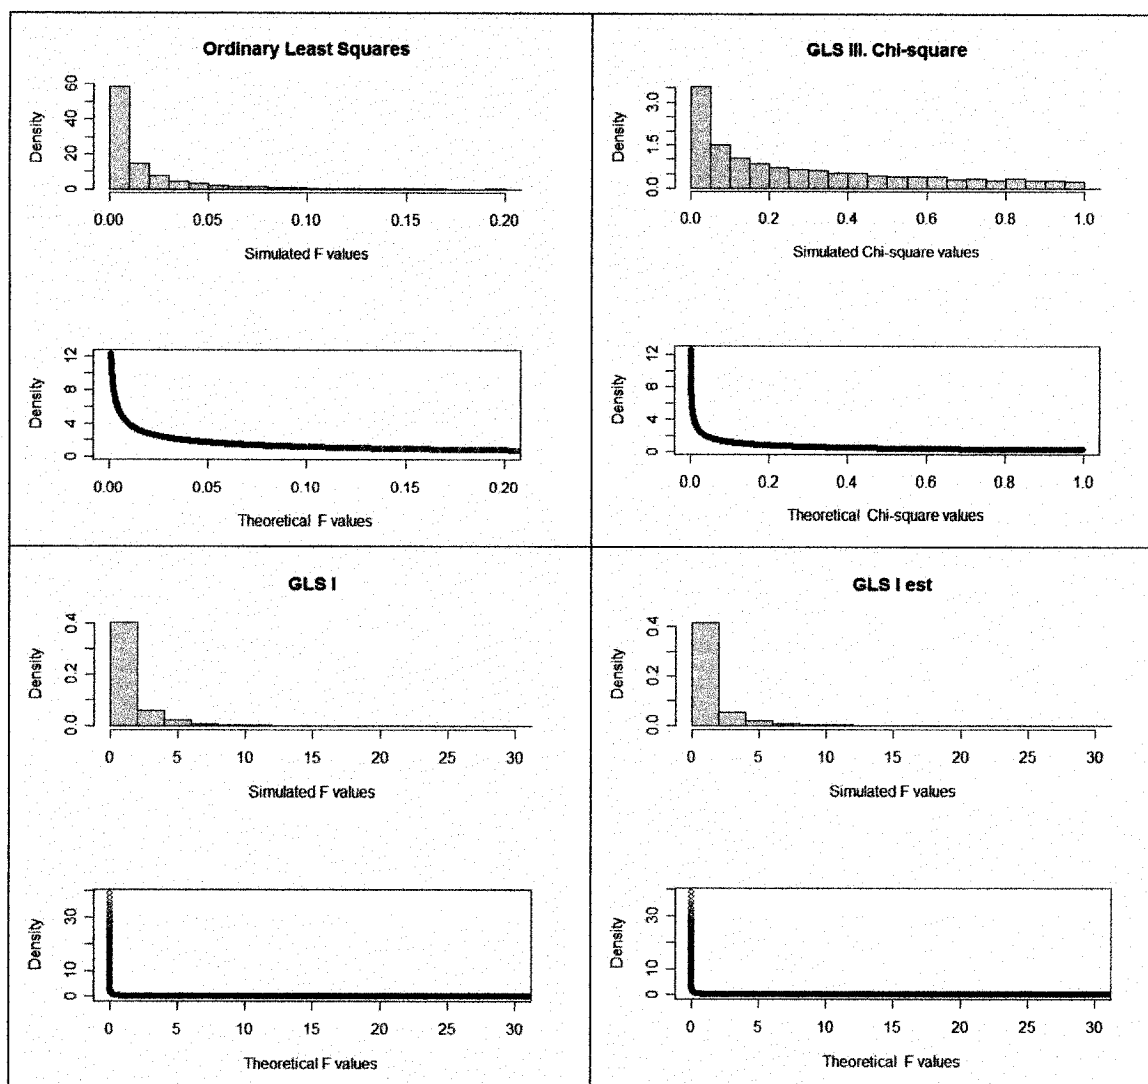 Ordinary Least Squares
Density
0 20 40 60
0.00 0.05 0.10 0.15 0.20
Simulated F values
Density
0 4 8 12
0.00 0.05 0.10 0.15 0.20
Theoretical F values
GLS III. Chi-square
Density
0.0 1.5 3.0
0.0 0.2 0.4 0.6 0.8 1.0
Simulated Chi-square values
Density
0 4 8 12
0.0 0.2 0.4 0.6 0.8 1.0
Theoretical Chi-square values
GLS I
Density
0.0 0.2 0.4
0 5 10 15 20 25 30
Simulated F values
Density
0 10 30
0 5 10 15 20 25 30
Theoretical F values
GLS I est
Density
0.0 0.2 0.4
0 5 10 15 20 25 30
Simulated F values
Density
0 10 30
0 5 10 15 20 25 30
Theoretical F values